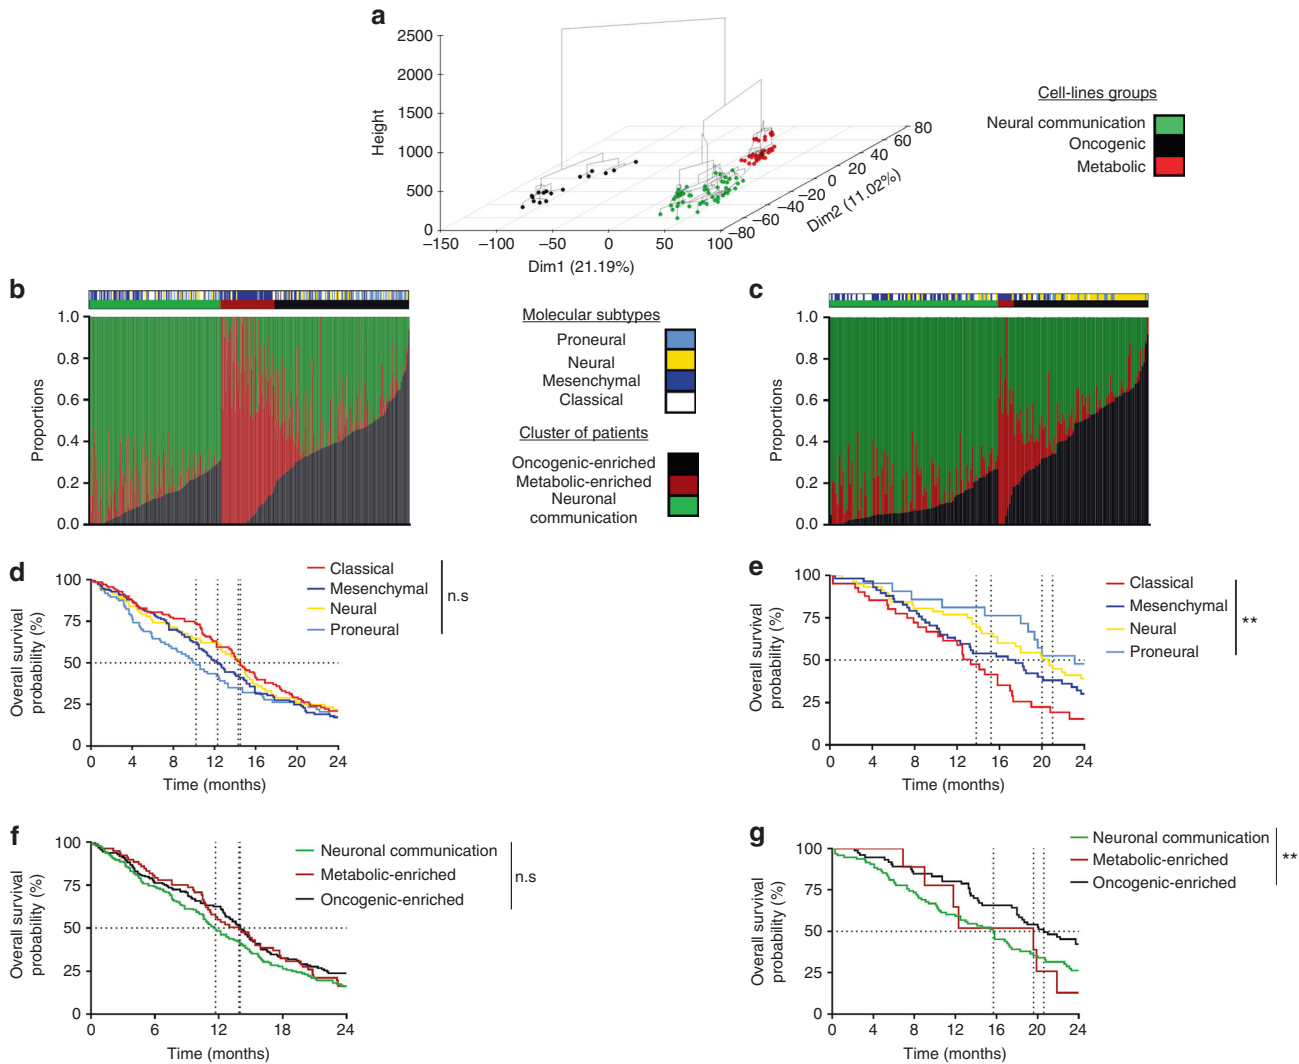 a
2500
2000
1500
1000
500
0
Height
−150
−100
−50
0
50
100
Dim1 (21.19%)
−80
−60
−40
−20
0
20
40
60
80
Dim2 (11.02%)
Cell-lines groups
Neural communication
Oncogenic
Metabolic
b
1.0
0.8
0.6
0.4
0.2
0.0
Proportions
Molecular subtypes
Proneural
Neural
Mesenchymal
Classical
Cluster of patients
Oncogenic-enriched
Metabolic-enriched
Neuronal
communication
c
1.0
0.8
0.6
0.4
0.2
0.0
Proportions
d
100
75
50
25
0
Overall survival
probability (%)
0 4 8 12 16 20 24
Time (months)
Classical
Mesenchymal
Neural
Proneural
n.s
e
100
75
50
25
0
Overall survival
probability (%)
0 4 8 12 16 20 24
Time (months)
Classical
Mesenchymal
Neural
Proneural
**
f
100
75
50
25
0
Overall survival
probability (%)
0 6 12 18 24
Time (months)
Neuronal communication
Metabolic-enriched
Oncogenic-enriched
n.s
g
100
75
50
25
0
Overall survival
probability (%)
0 4 8 12 16 20 24
Time (months)
Neuronal communication
Metabolic-enriched
Oncogenic-enriched
**